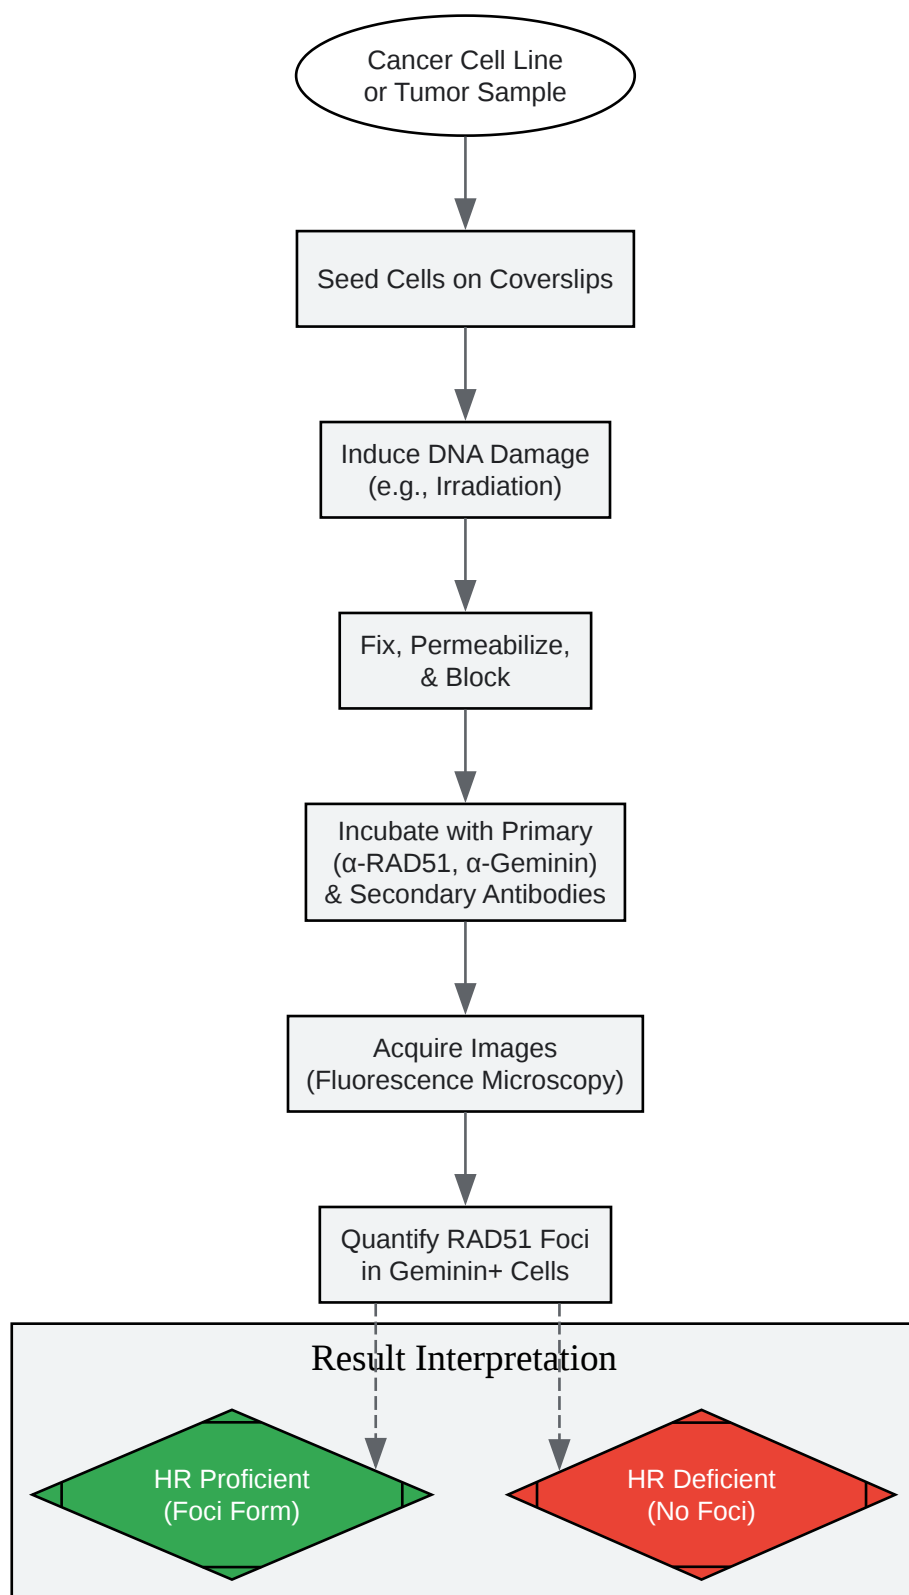 Cancer Cell Line
or Tumor Sample
Seed Cells on Coverslips
Induce DNA Damage
(e.g., Irradiation)
Fix, Permeabilize,
& Block
Incubate with Primary
(α-RAD51, α-Geminin)
& Secondary Antibodies
Acquire Images
(Fluorescence Microscopy)
Quantify RAD51 Foci
in Geminin+ Cells
Result Interpretation
HR Proficient
(Foci Form)
HR Deficient
(No Foci)